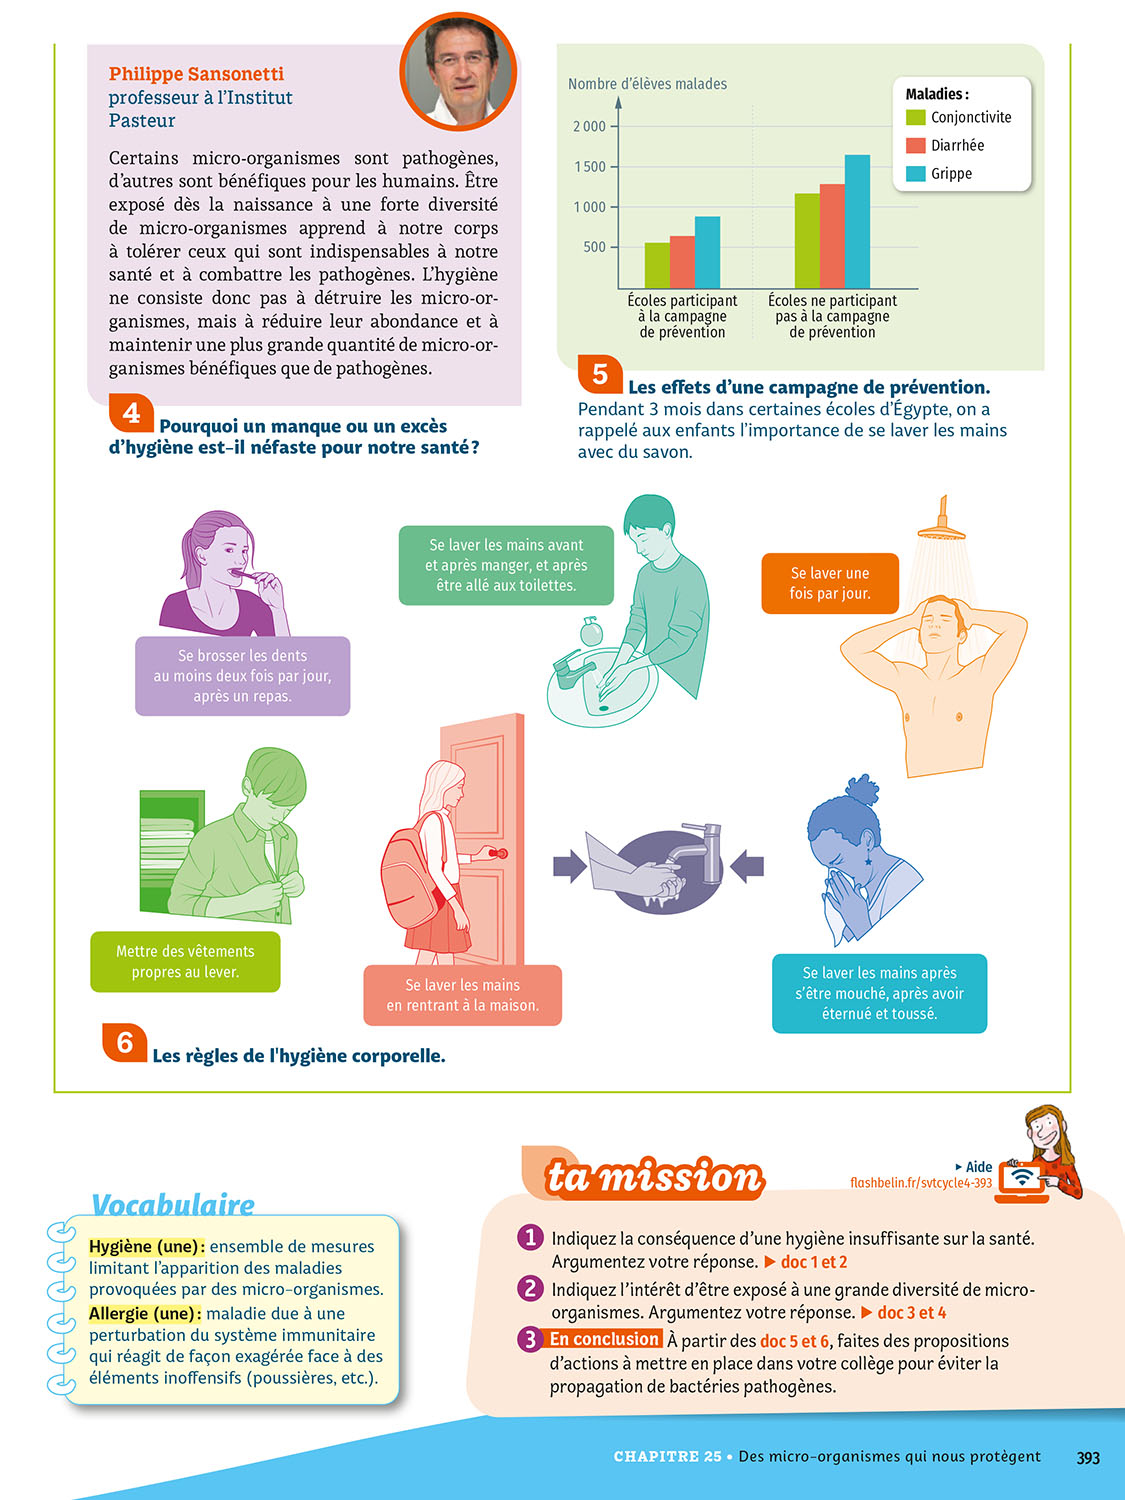 Philippe Sansonetti
professeur à l'Institut
Pasteur
Certains micro-organismes sont pathogènes,
d'autres sont bénéfiques pour les humains. Être
exposé dès la naissance à une forte diversité
de micro-organismes apprend à notre corps
à tolérer ceux qui sont indispensables à notre
santé et à combattre les pathogènes. L'hygiène
ne consiste donc pas à détruire les micro-or-
ganismes, mais à réduire leur abondance et à
maintenir une plus grande quantité de micro-or-
ganismes bénéfiques que de pathogènes.
4 Pourquoi un manque ou un excès
d'hygiène est-il néfaste pour notre santé ?
Nombre d'élèves malades
2 000
1 500
1 000
500
Maladies :
Conjonctivite
Diarrhée
Grippe
Écoles participant
à la campagne
de prévention
Écoles ne participant
pas à la campagne
de prévention
5 Les effets d'une campagne de prévention.
Pendant 3 mois dans certaines écoles d'Égypte, on a
rappelé aux enfants l'importance de se laver les mains
avec du savon.
Se brosser les dents
au moins deux fois par jour,
après un repas.
Se laver les mains avant
et après manger, et après
être allé aux toilettes.
Se laver une
fois par jour.
Mettre des vêtements
propres au lever.
Se laver les mains
en rentrant à la maison.
Se laver les mains après
s'être mouché, après avoir
éternué et toussé.
6 Les règles de l'hygiène corporelle.
Vocabulaire
Hygiène (une) : ensemble de mesures
limitant l'apparition des maladies
provoquées par des micro-organismes.
Allergie (une) : maladie due à une
perturbation du système immunitaire
qui réagit de façon exagérée face à des
éléments inoffensifs (poussières, etc.).
ta mission
▸ Aide
flashbelin.fr/svtcycle4-393
1 Indiquez la conséquence d'une hygiène insuffisante sur la santé.
Argumentez votre réponse. ▶ doc 1 et 2
2 Indiquez l'intérêt d'être exposé à une grande diversité de micro-
organismes. Argumentez votre réponse. ▶ doc 3 et 4
3 En conclusion À partir des doc 5 et 6, faites des propositions
d'actions à mettre en place dans votre collège pour éviter la
propagation de bactéries pathogènes.
CHAPITRE 25 • Des micro-organismes qui nous protègent 393